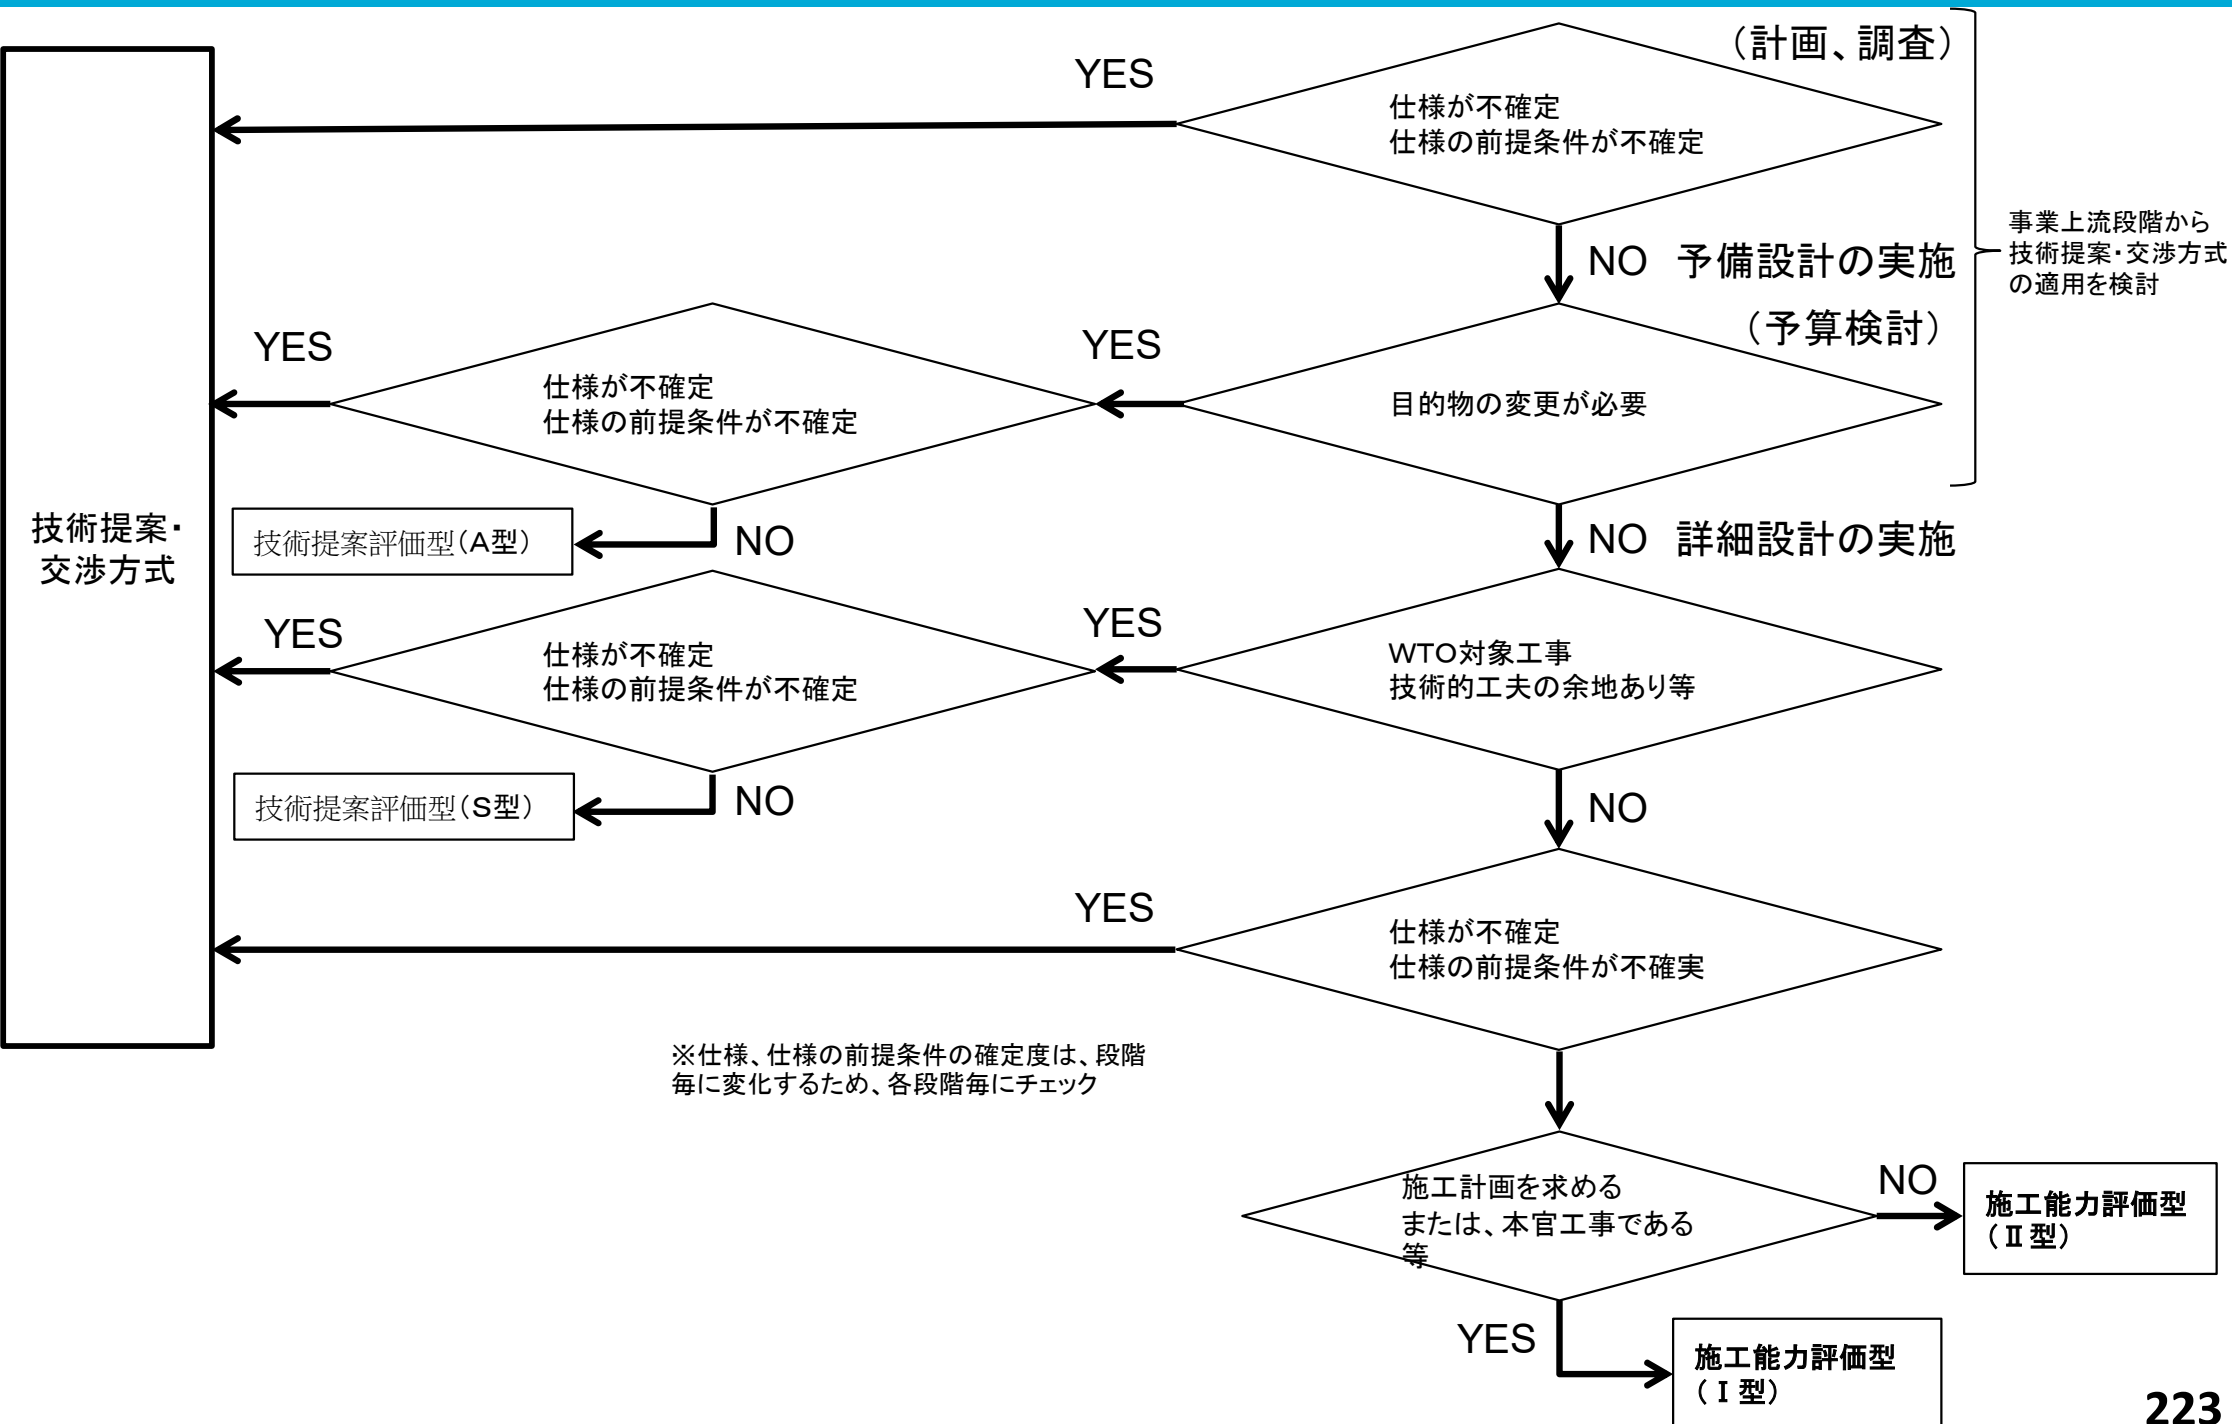 （計画、調査）
YES
仕様が不確定
仕様の前提条件が不確定
事業上流段階から
技術提案・交渉方式
の適用を検討
NO 予備設計の実施
（予算検討）
YES
YES
仕様が不確定
仕様の前提条件が不確定
目的物の変更が必要
技術提案・
交渉方式
技術提案評価型（A型）
NO
NO 詳細設計の実施
YES
YES
仕様が不確定
仕様の前提条件が不確定
WTO対象工事
技術的工夫の余地あり等
技術提案評価型（S型）
NO
NO
YES
仕様が不確定
仕様の前提条件が不確実
※仕様、仕様の前提条件の確定度は、段階
毎に変化するため、各段階毎にチェック
施工計画を求める
または、本官工事である
等
NO
施工能力評価型
（Ⅱ型）
YES
施工能力評価型
（Ⅰ型）
223